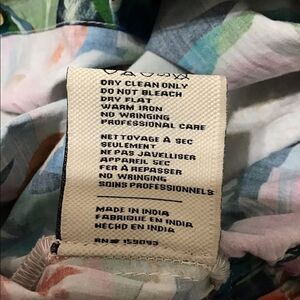 DRY CLEAN ONLY
DO NOT BLEACH
DRY FLAT
WARM IRON
NO WRINGING
PROFESSIONAL CARE
NETTOYAGE À SEC
SEULEMENT
NE PAS JAVELLISER
APPAREIL SEC
FER À REPASSER
NO WRINGING
SOINS PROFESSIONNELS
MADE IN INDIA
FABRIQUE EN INDIA
HECHO EN INDIA
RN# 159093